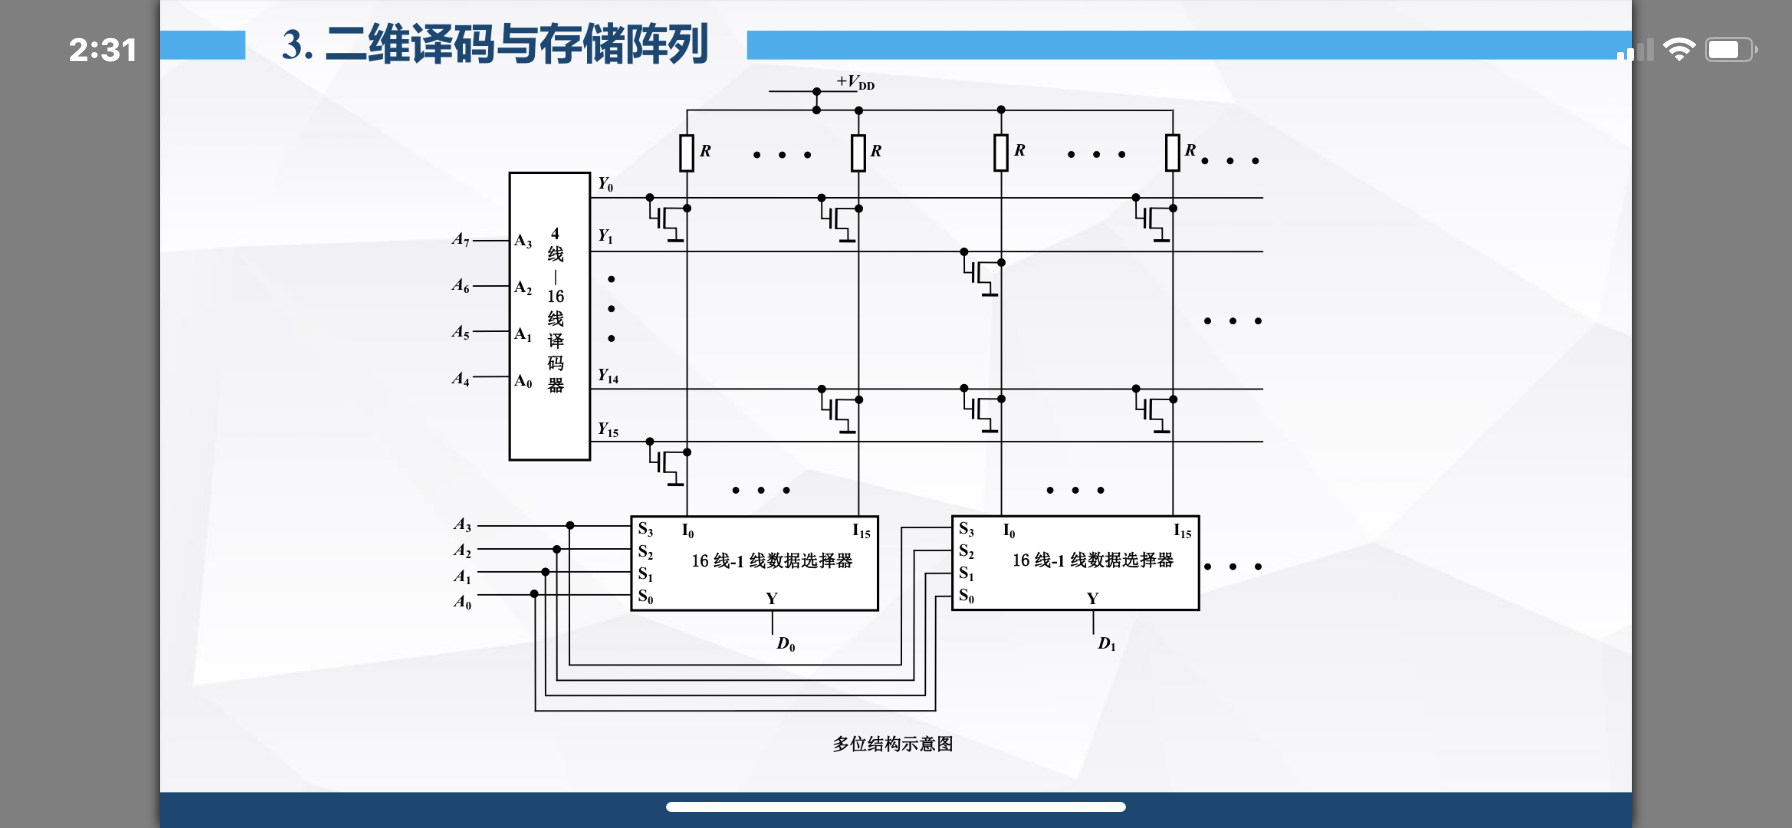 2:31
3. 二维译码与存储阵列
+V_DD
R
R
R
R
Y₀
Y₁
Y₁₄
Y₁₅
A₇
A₆
A₅
A₄
A₃
A₂
A₁
A₀
4线—16线译码器
A₃
A₂
A₁
A₀
S₃ I₀ I₁₅
S₂
16 线-1 线数据选择器
S₁
S₀ Y
D₀
S₃ I₀ I₁₅
S₂
16 线-1 线数据选择器
S₁
S₀ Y
D₁
多位结构示意图